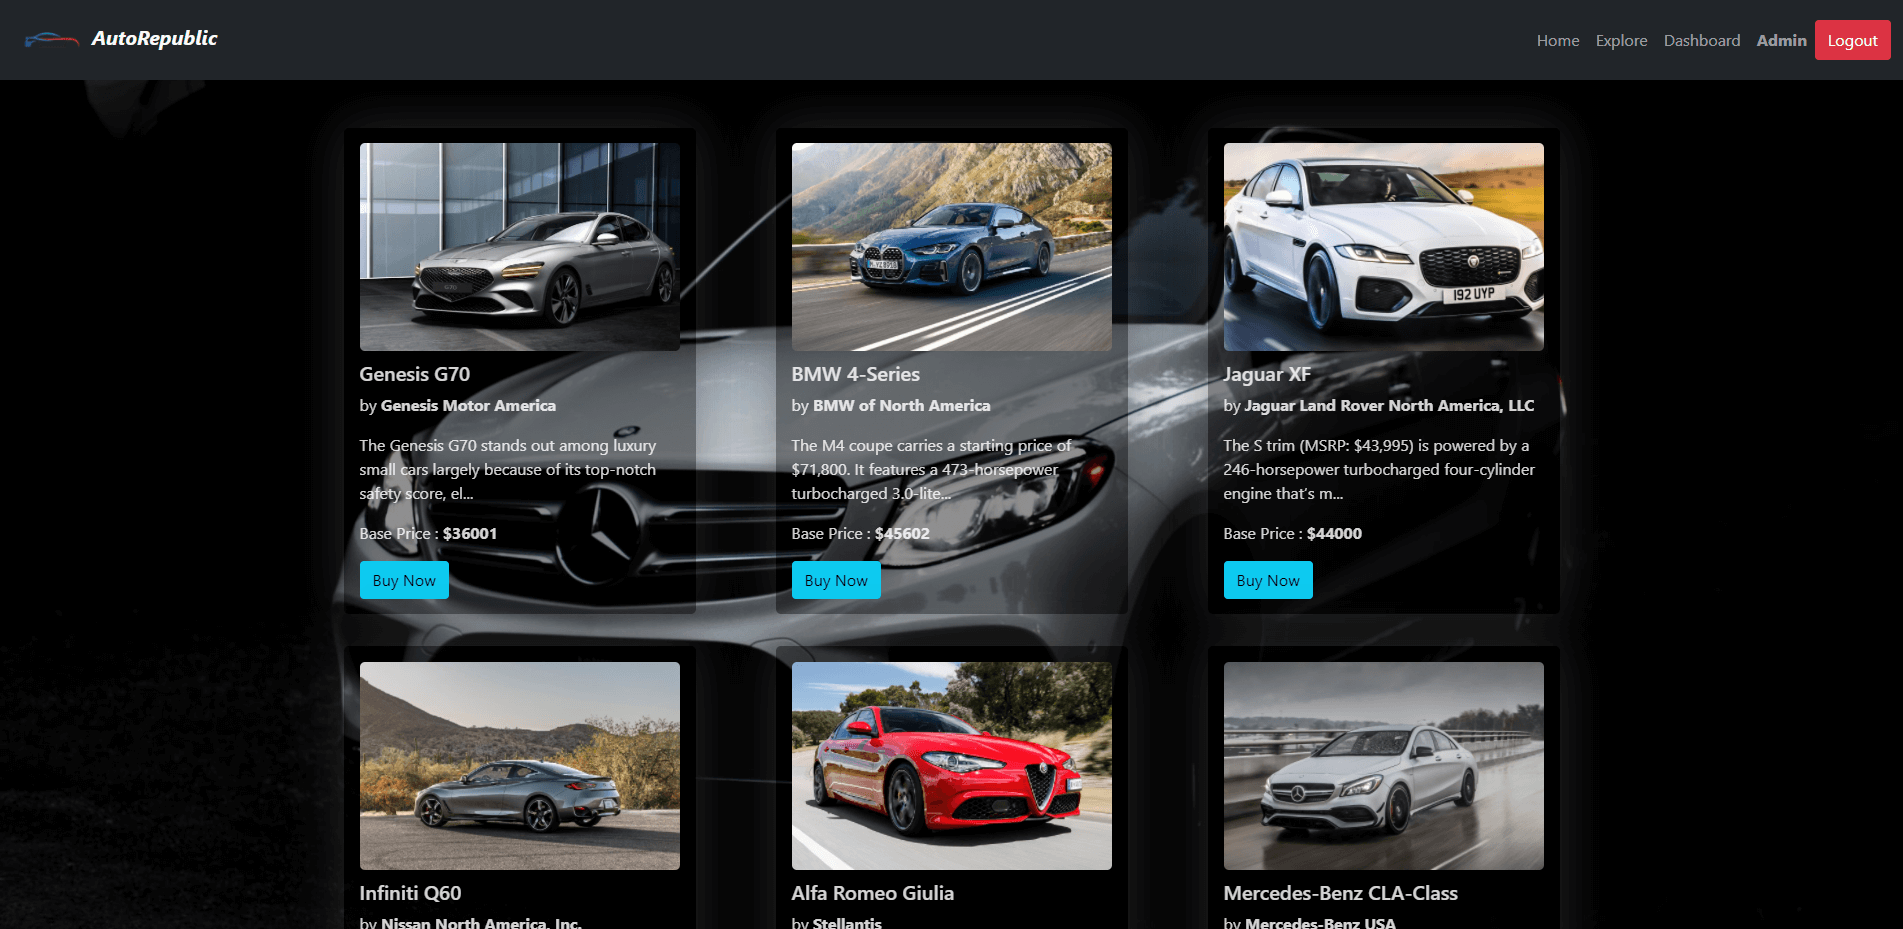 AutoRepublic
Home Explore Dashboard Admin Logout
192 UYP
Genesis G70
by Genesis Motor America
The Genesis G70 stands out among luxury
small cars largely because of its top-notch
safety score, el...
Base Price : $36001
Buy Now
BMW 4-Series
by BMW of North America
The M4 coupe carries a starting price of
$71,800. It features a 473-horsepower
turbocharged 3.0-lite...
Base Price : $45602
Buy Now
Jaguar XF
by Jaguar Land Rover North America, LLC
The S trim (MSRP: $43,995) is powered by a
246-horsepower turbocharged four-cylinder
engine that's m...
Base Price : $44000
Buy Now
Infiniti Q60
by Nissan North America, Inc.
Alfa Romeo Giulia
by Stellantis
Mercedes-Benz CLA-Class
by Mercedes-Benz USA